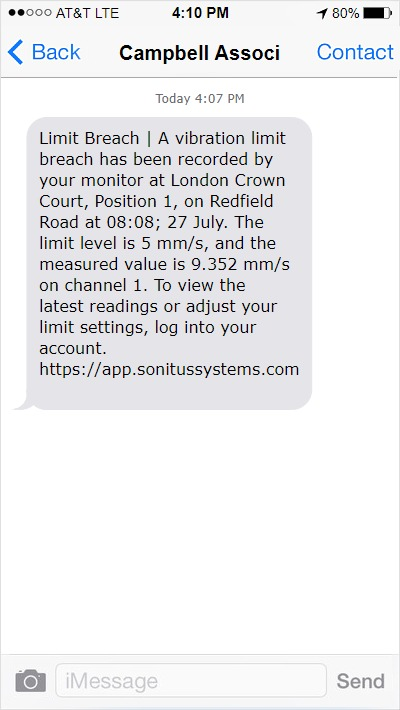 AT&T LTE 4:10 PM 80%
Back Campbell Associ Contact
Today 4:07 PM
Limit Breach | A vibration limit
breach has been recorded by
your monitor at London Crown
Court, Position 1, on Redfield
Road at 08:08; 27 July. The
limit level is 5 mm/s, and the
measured value is 9.352 mm/s
on channel 1. To view the
latest readings or adjust your
limit settings, log into your
account.
https://app.sonitussystems.com
iMessage Send